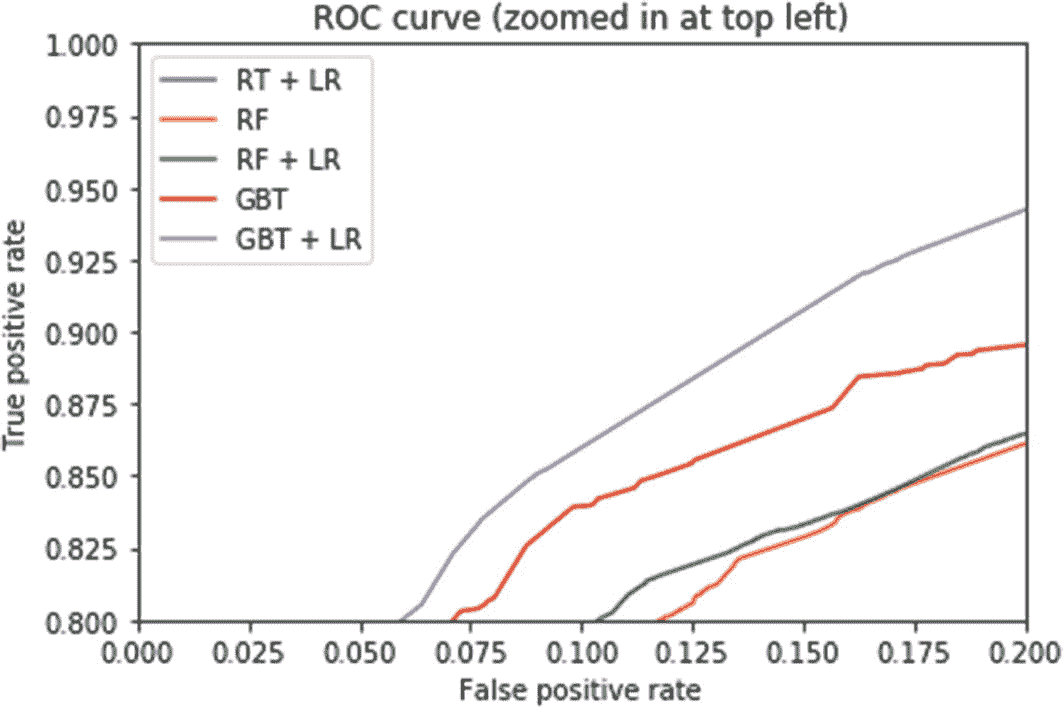 ROC curve (zoomed in at top left)
1.000
0.975
0.950
0.925
0.900
0.875
0.850
0.825
0.800
True positive rate
RT + LR
RF
RF + LR
GBT
GBT + LR
0.000 0.025 0.050 0.075 0.100 0.125 0.150 0.175 0.200
False positive rate